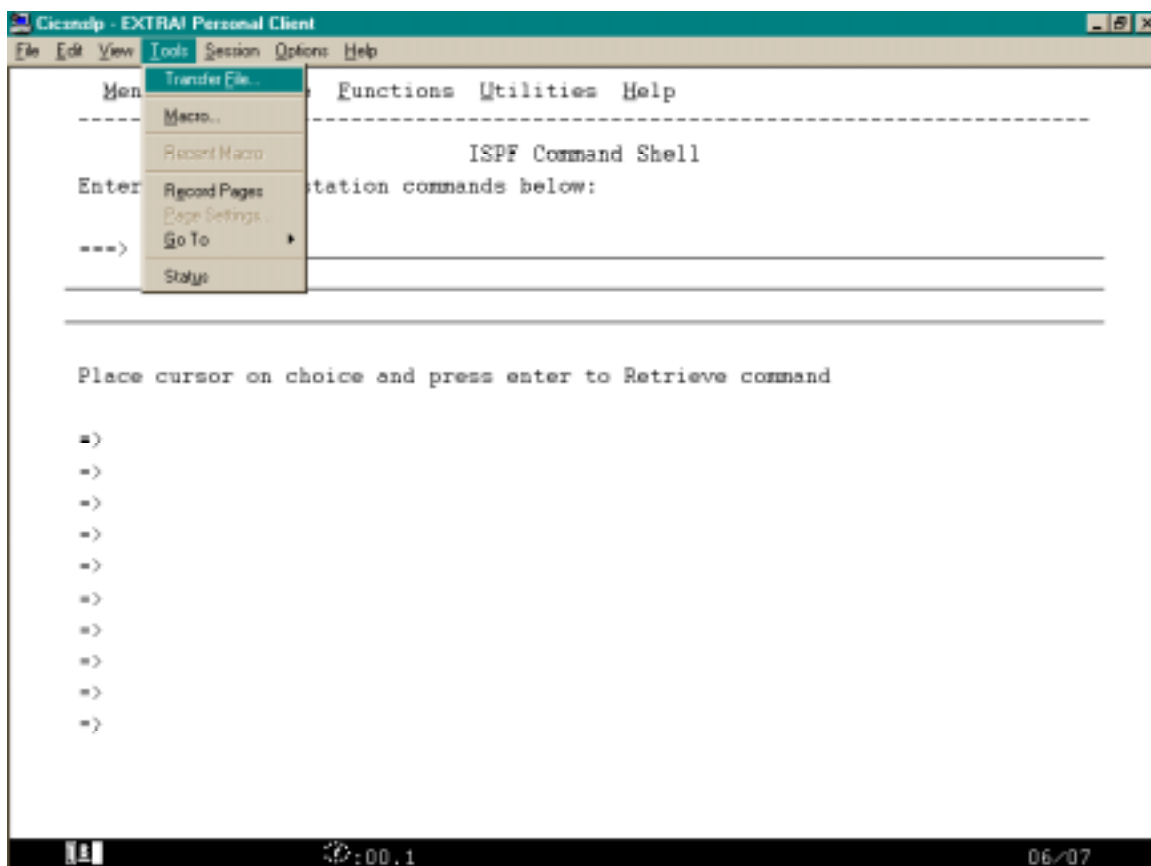 Cicsnslp - EXTRA! Personal Client
File Edit View Tools Session Options Help
Transfer File...
Men Functions Utilities Help
Macro...
--------------------------------------------------------------------------------
Recent Macro
ISPF Command Shell
Enter station commands below:
Record Pages
Page Settings...
Go To
===>
Status
Place cursor on choice and press enter to Retrieve command
=>
=>
=>
=>
=>
=>
=>
=>
=>
=>
:00.1 06/07